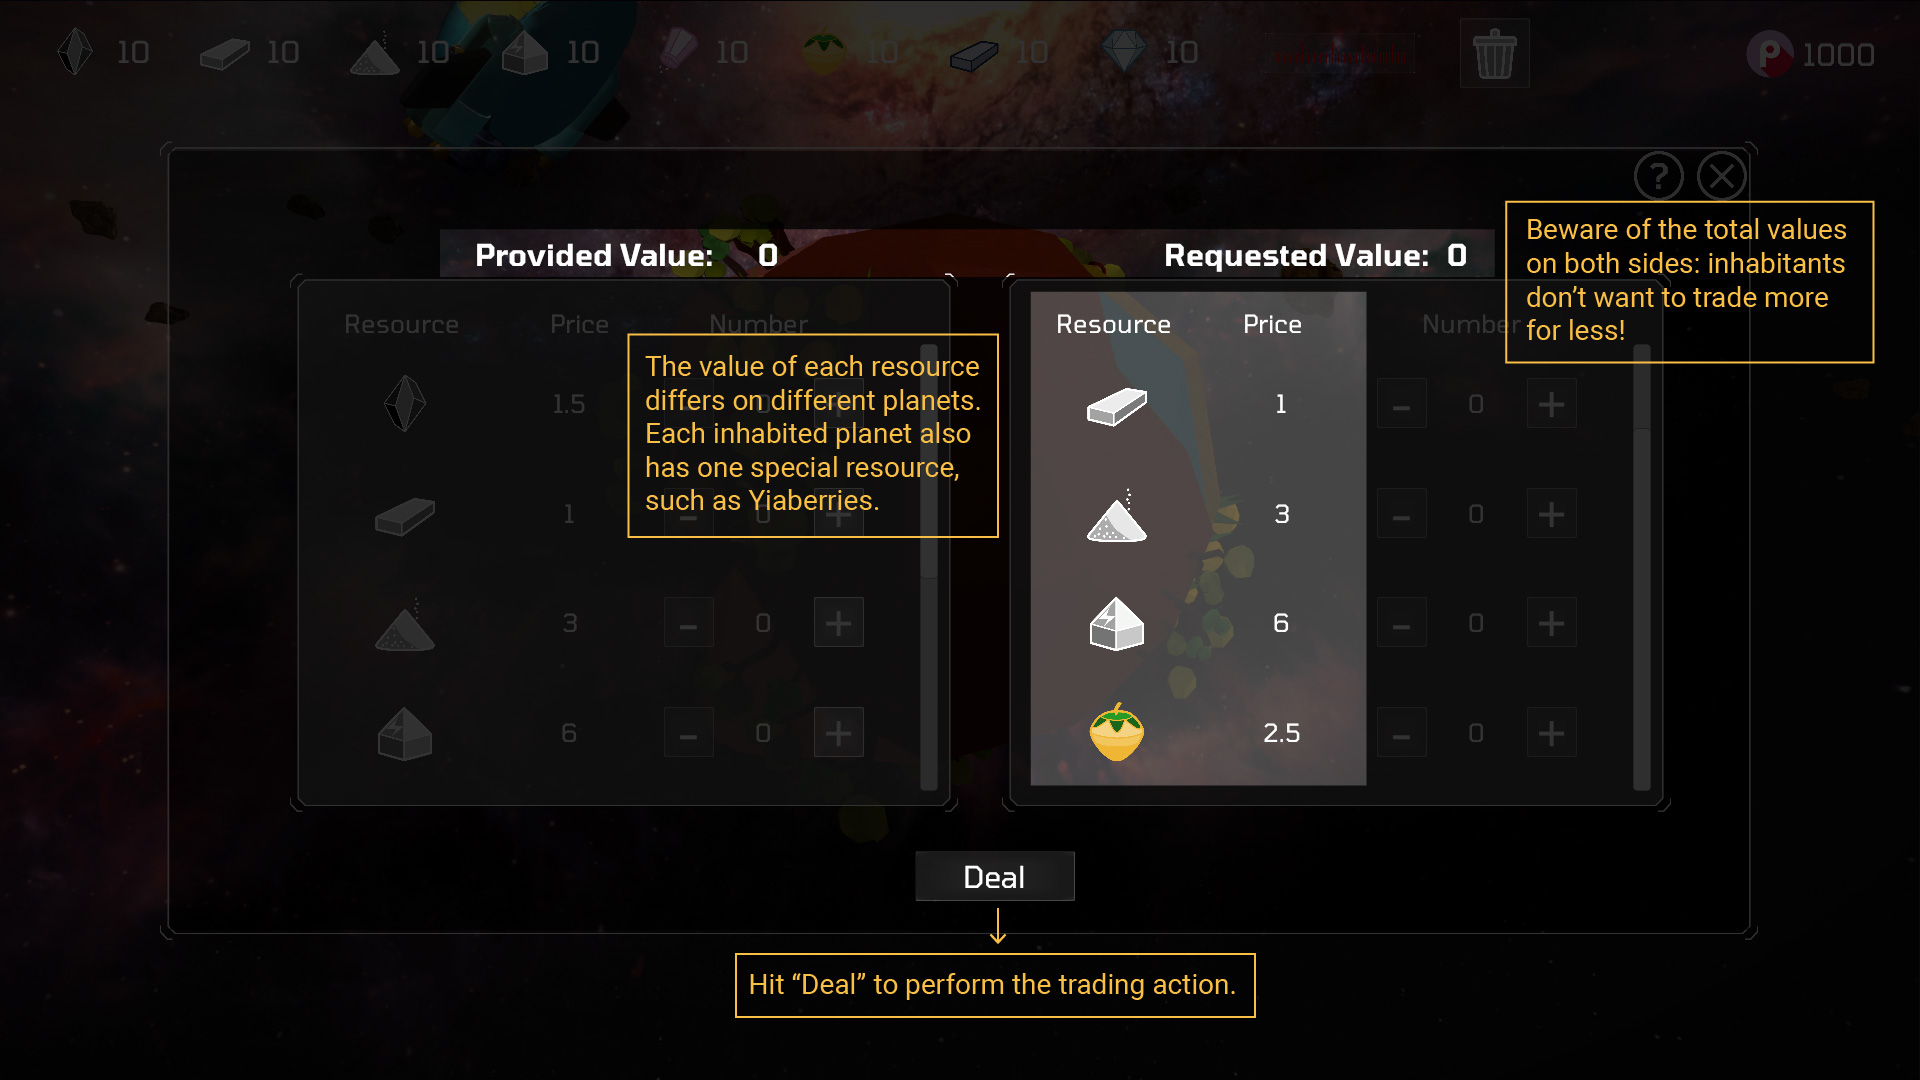 10 10 10 10 10 10 10 10 P 1000
?
Provided Value: 0
Requested Value: 0
Beware of the total values
on both sides: inhabitants
don’t want to trade more
for less!
Resource Price Number
1.5 0 +
1 - 0 +
3 - 0 +
6 - 0 +
The value of each resource
differs on different planets.
Each inhabited planet also
has one special resource,
such as Yiaberries.
Resource Price Number
1 - 0 +
3 - 0 +
6 - 0 +
2.5 - 0 +
Deal
Hit “Deal” to perform the trading action.